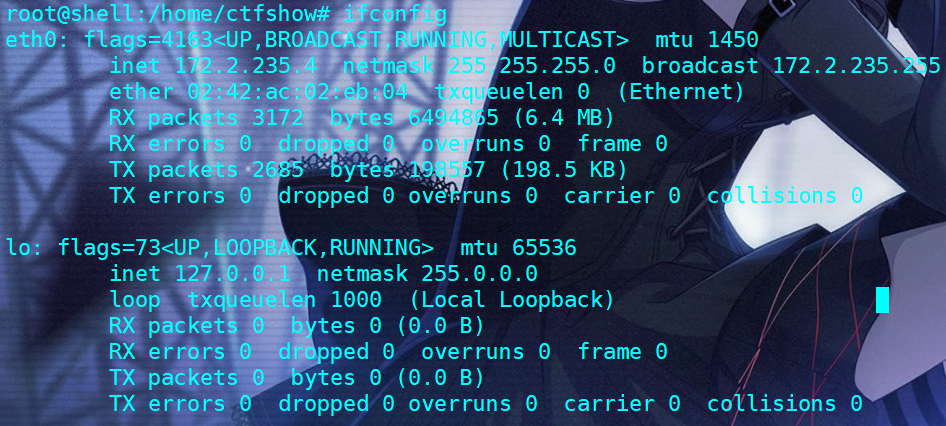 root@shell:/home/ctfshow# ifconfig
eth0: flags=4163<UP,BROADCAST,RUNNING,MULTICAST>  mtu 1450
        inet 172.2.235.4  netmask 255.255.255.0  broadcast 172.2.235.255
        ether 02:42:ac:02:eb:04  txqueuelen 0  (Ethernet)
        RX packets 3172  bytes 6494865 (6.4 MB)
        RX errors 0  dropped 0  overruns 0  frame 0
        TX packets 2685  bytes 198557 (198.5 KB)
        TX errors 0  dropped 0 overruns 0  carrier 0  collisions 0

lo: flags=73<UP,LOOPBACK,RUNNING>  mtu 65536
        inet 127.0.0.1  netmask 255.0.0.0
        loop  txqueuelen 1000  (Local Loopback)
        RX packets 0  bytes 0 (0.0 B)
        RX errors 0  dropped 0  overruns 0  frame 0
        TX packets 0  bytes 0 (0.0 B)
        TX errors 0  dropped 0 overruns 0  carrier 0  collisions 0